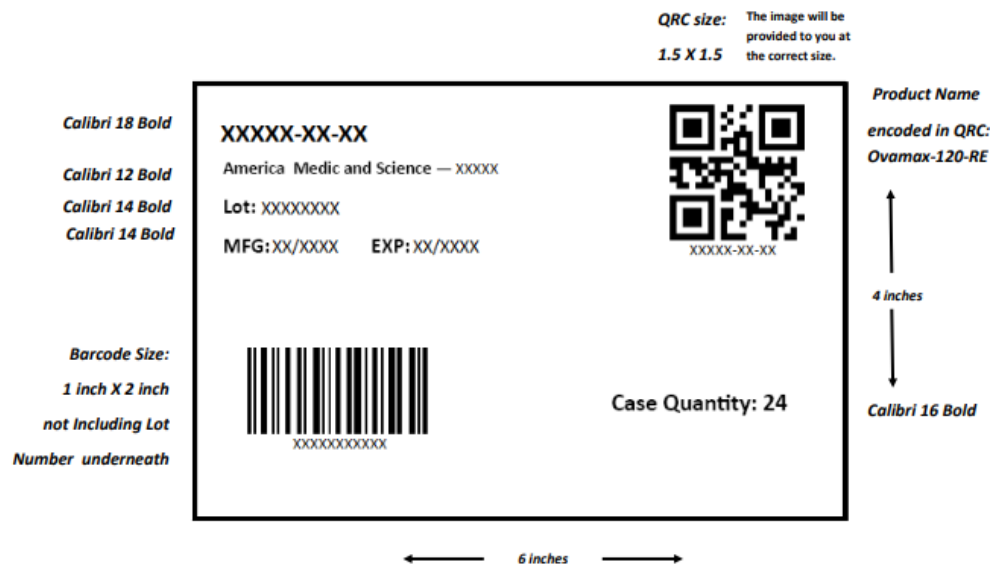 QRC size:
1.5 X 1.5
The image will be
provided to you at
the correct size.
Calibri 18 Bold
Calibri 12 Bold
Calibri 14 Bold
Calibri 14 Bold
XXXXX-XX-XX
America Medic and Science — XXXXX
Lot: XXXXXXXX
MFG: XX/XXXX EXP: XX/XXXX
XXXXX-XX-XX
Product Name
encoded in QRC:
Ovamax-120-RE
4 inches
Barcode Size:
1 inch X 2 inch
not Including Lot
Number underneath
XXXXXXXXXXX
Case Quantity: 24
Calibri 16 Bold
6 inches